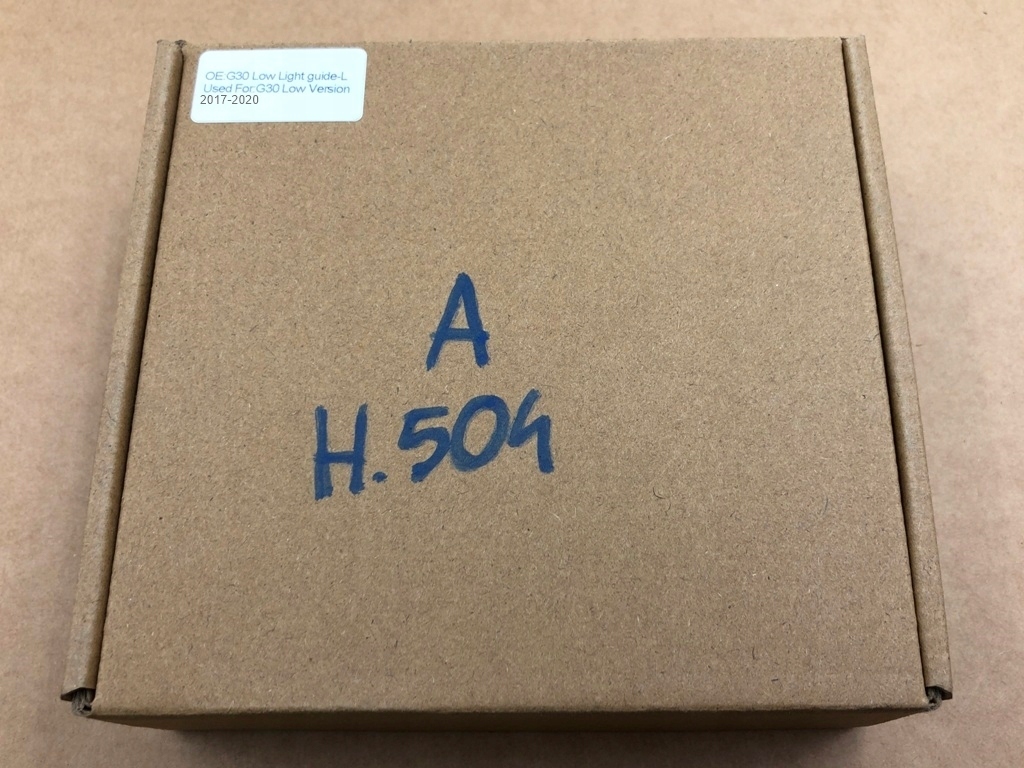 OE:G30 Low Light guide-L
Used For:G30 Low Version
2017-2020
A
H.504